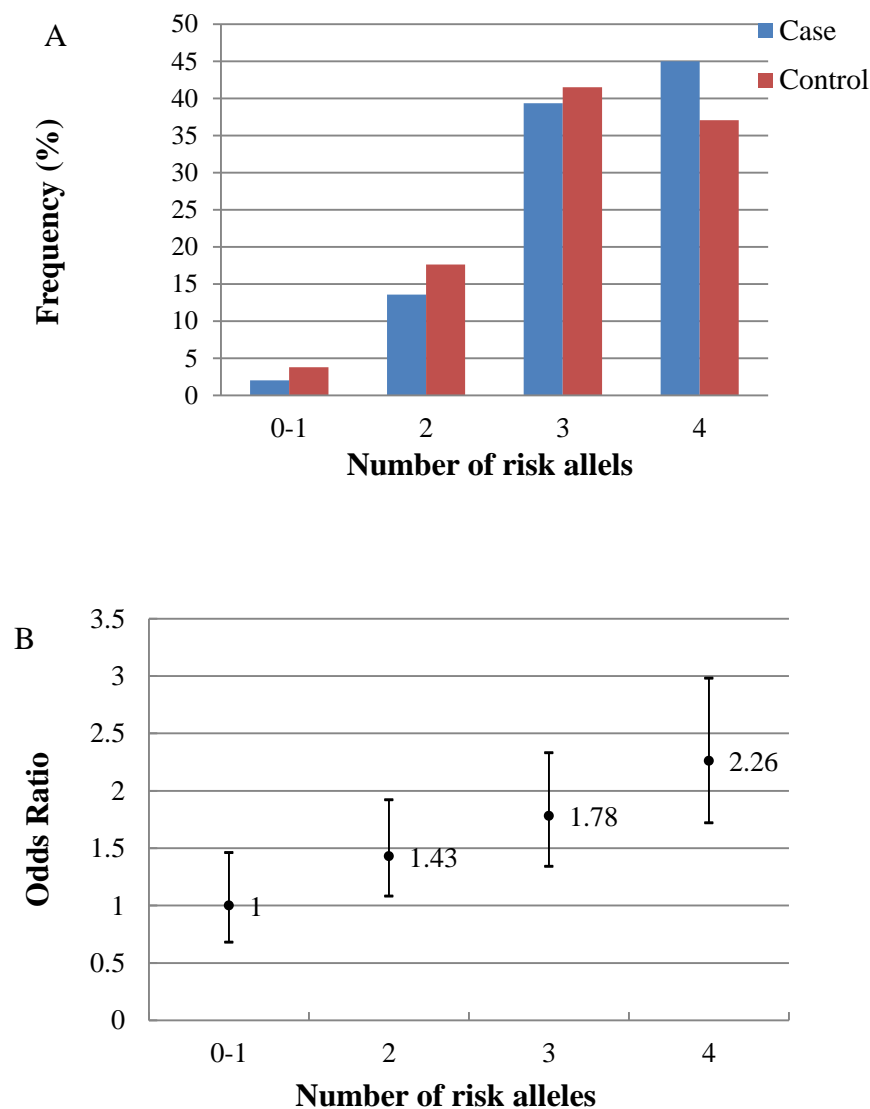 A
Case
Control
Frequency (%)
50
45
40
35
30
25
20
15
10
5
0
0-1 2 3 4
Number of risk allels
B
Odds Ratio
3.5
3
2.5
2
1.5
1
0.5
0
1
1.43
1.78
2.26
0-1 2 3 4
Number of risk alleles